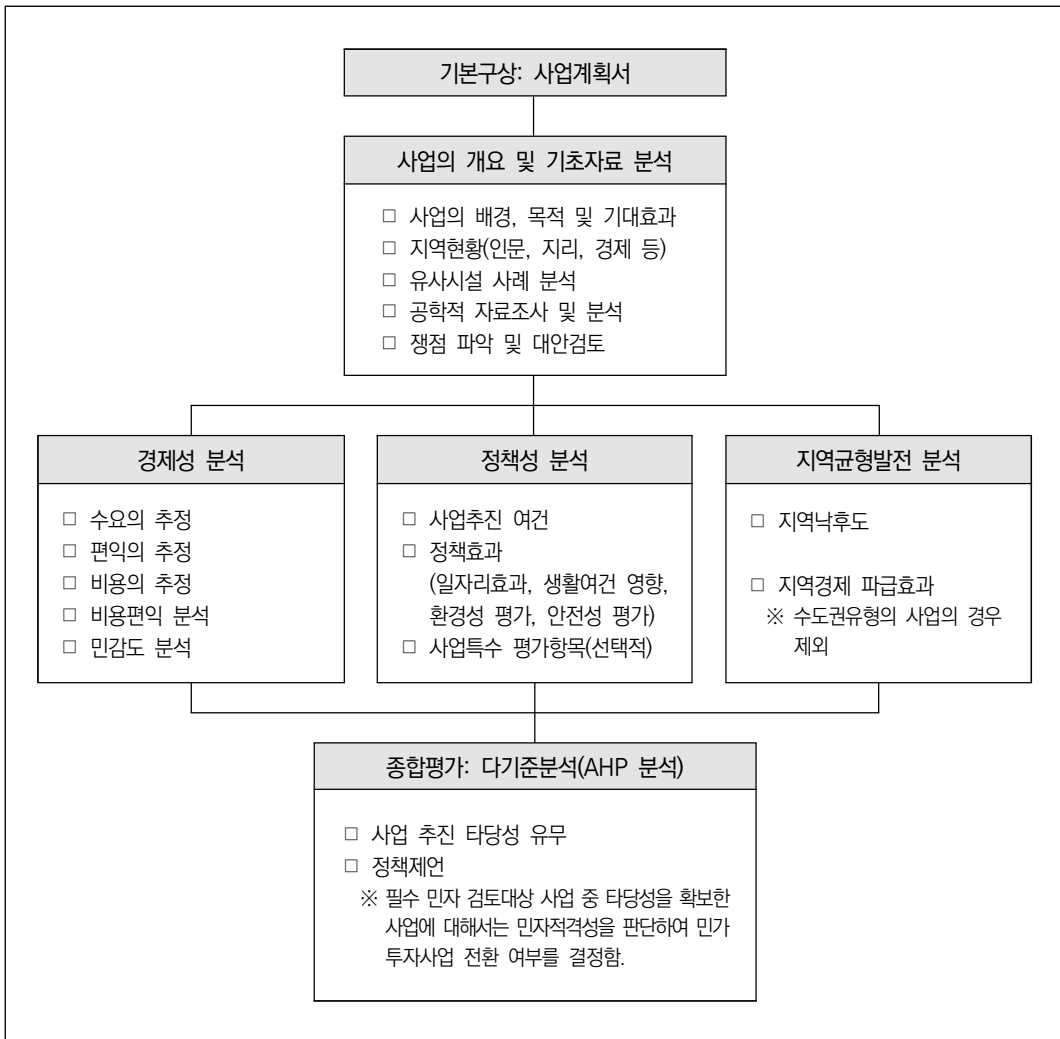 기본구상: 사업계획서
사업의 개요 및 기초자료 분석
□ 사업의 배경, 목적 및 기대효과
□ 지역현황(인문, 지리, 경제 등)
□ 유사시설 사례 분석
□ 공학적 자료조사 및 분석
□ 쟁점 파악 및 대안검토
경제성 분석
□ 수요의 추정
□ 편익의 추정
□ 비용의 추정
□ 비용편익 분석
□ 민감도 분석
정책성 분석
□ 사업추진 여건
□ 정책효과
(일자리효과, 생활여건 영향,
환경성 평가, 안전성 평가)
□ 사업특수 평가항목(선택적)
지역균형발전 분석
□ 지역낙후도
□ 지역경제 파급효과
※ 수도권유형의 사업의 경우
제외
종합평가: 다기준분석(AHP 분석)
□ 사업 추진 타당성 유무
□ 정책제언
※ 필수 민자 검토대상 사업 중 타당성을 확보한
사업에 대해서는 민자적격성을 판단하여 민가
투자사업 전환 여부를 결정함.